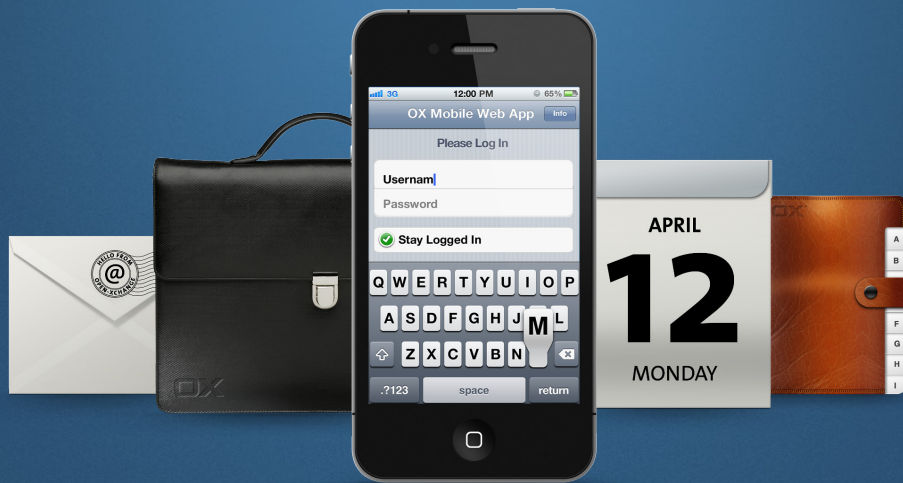 3G 12:00 PM 65%
OX Mobile Web App Info
Please Log In
Usernam
Password
Stay Logged In
Q W E R T Y U I O P
A S D F G H J L
M
Z X C V B N
.?123 space return
HELLO FROM
@
OPEN-XCHANGE
OX
APRIL
12
MONDAY
OX
A
B
F
G
H
I